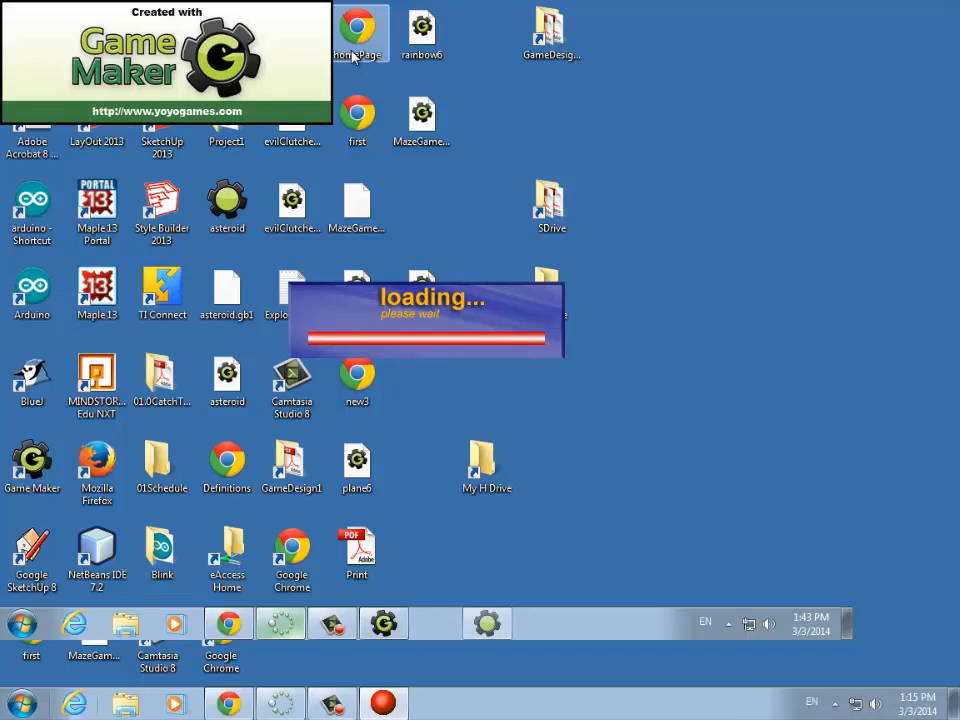 Created with
Game
Maker
http://www.yoyogames.com
rainbow6
GameDesig...
Adobe
Acrobat 8 ...
LayOut 2013
SketchUp
2013
Project1
evilClutche...
first
MazeGame...
arduino -
Shortcut
PORTAL
13
Maple 13
Portal
Style Builder
2013
asteroid
evilClutche...
MazeGame...
SDrive
loading...
please wait
Arduino
13
Maple 13
TI Connect
asteroid.gb1
BlueJ
MINDSTOR...
Edu NXT
01.0CatchT...
asteroid
Camtasia
Studio 8
new3
Game Maker
Mozilla
Firefox
01Schedule
Definitions
GameDesign1
plane6
My H Drive
Google
SketchUp 8
NetBeans IDE
7.2
Blink
eAccess
Home
Google
Chrome
PDF
Adobe
Print
EN
1:43 PM
3/3/2014
first
MazeGam...
Camtasia
Studio 8
Google
Chrome
EN
1:15 PM
3/3/2014